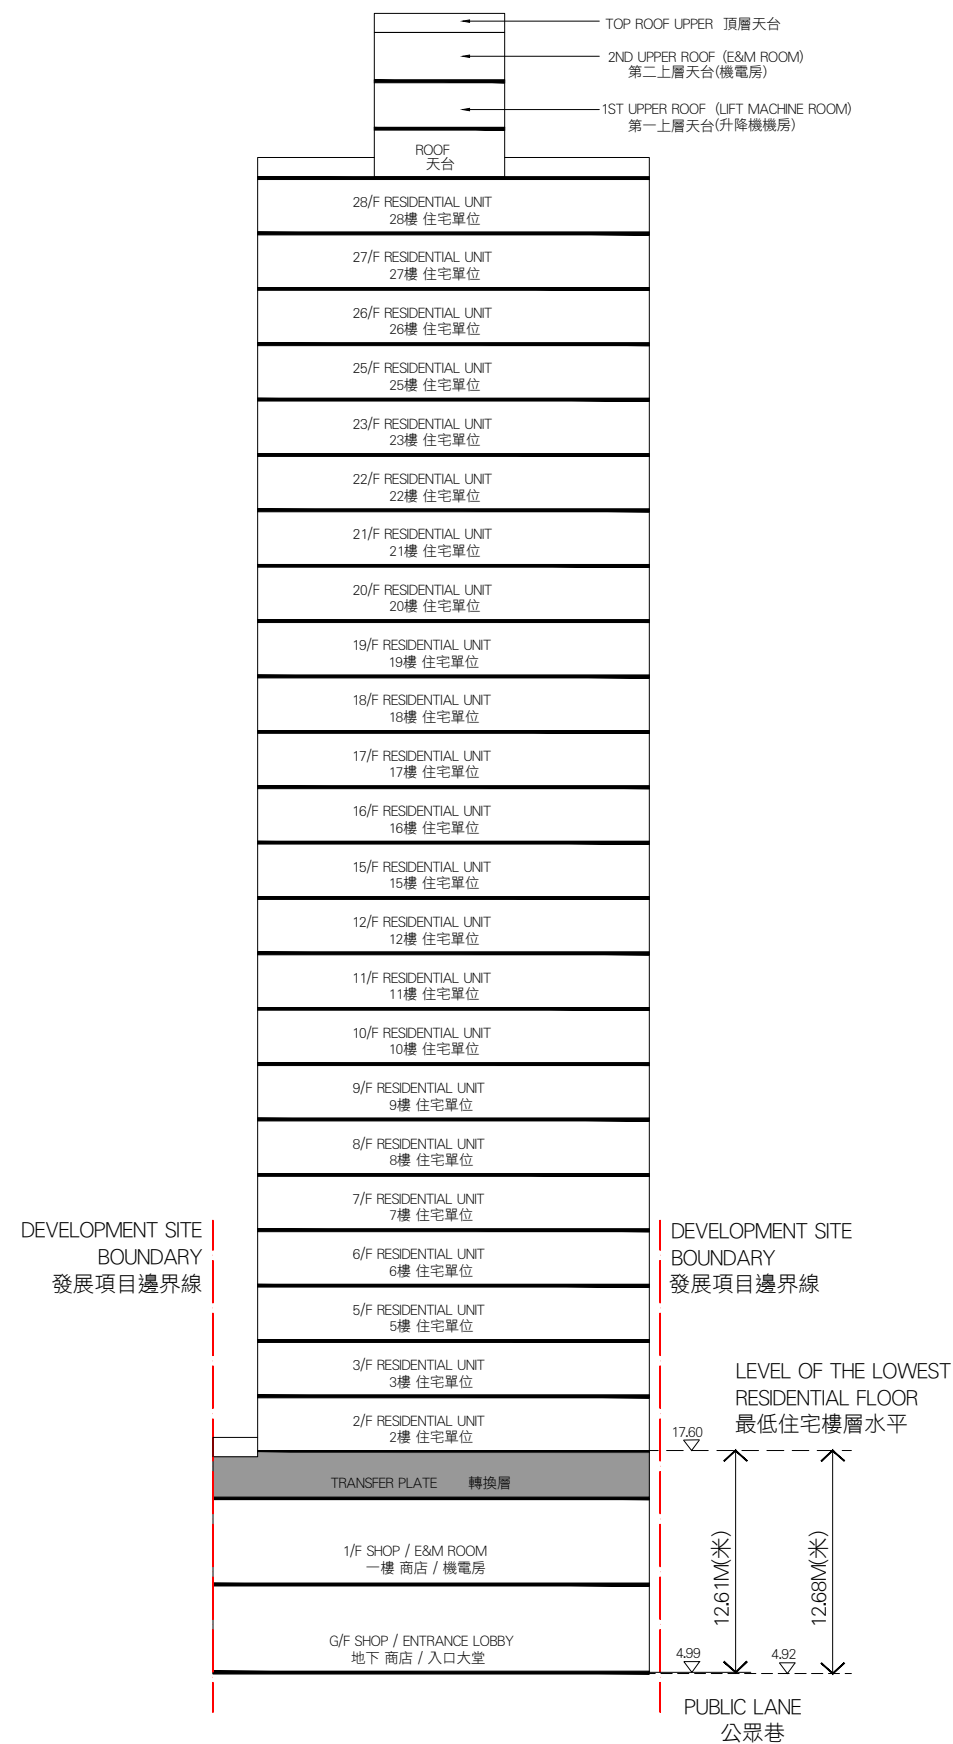 TOP ROOF UPPER 頂層天台
2ND UPPER ROOF (E&M ROOM)
第二上層天台(機電房)
1ST UPPER ROOF (LIFT MACHINE ROOM)
第一上層天台(升降機機房)
ROOF
天台
28/F RESIDENTIAL UNIT
28樓 住宅單位
27/F RESIDENTIAL UNIT
27樓 住宅單位
26/F RESIDENTIAL UNIT
26樓 住宅單位
25/F RESIDENTIAL UNIT
25樓 住宅單位
23/F RESIDENTIAL UNIT
23樓 住宅單位
22/F RESIDENTIAL UNIT
22樓 住宅單位
21/F RESIDENTIAL UNIT
21樓 住宅單位
20/F RESIDENTIAL UNIT
20樓 住宅單位
19/F RESIDENTIAL UNIT
19樓 住宅單位
18/F RESIDENTIAL UNIT
18樓 住宅單位
17/F RESIDENTIAL UNIT
17樓 住宅單位
16/F RESIDENTIAL UNIT
16樓 住宅單位
15/F RESIDENTIAL UNIT
15樓 住宅單位
12/F RESIDENTIAL UNIT
12樓 住宅單位
11/F RESIDENTIAL UNIT
11樓 住宅單位
10/F RESIDENTIAL UNIT
10樓 住宅單位
9/F RESIDENTIAL UNIT
9樓 住宅單位
8/F RESIDENTIAL UNIT
8樓 住宅單位
7/F RESIDENTIAL UNIT
7樓 住宅單位
DEVELOPMENT SITE
BOUNDARY
發展項目邊界線
DEVELOPMENT SITE
BOUNDARY
發展項目邊界線
6/F RESIDENTIAL UNIT
6樓 住宅單位
5/F RESIDENTIAL UNIT
5樓 住宅單位
3/F RESIDENTIAL UNIT
3樓 住宅單位
LEVEL OF THE LOWEST
RESIDENTIAL FLOOR
最低住宅樓層水平
2/F RESIDENTIAL UNIT
2樓 住宅單位
17.60
TRANSFER PLATE 轉換層
1/F SHOP / E&M ROOM
一樓 商店 / 機電房
12.61M(米)
12.68M(米)
G/F SHOP / ENTRANCE LOBBY
地下 商店 / 入口大堂
4.99
4.92
PUBLIC LANE
公眾巷